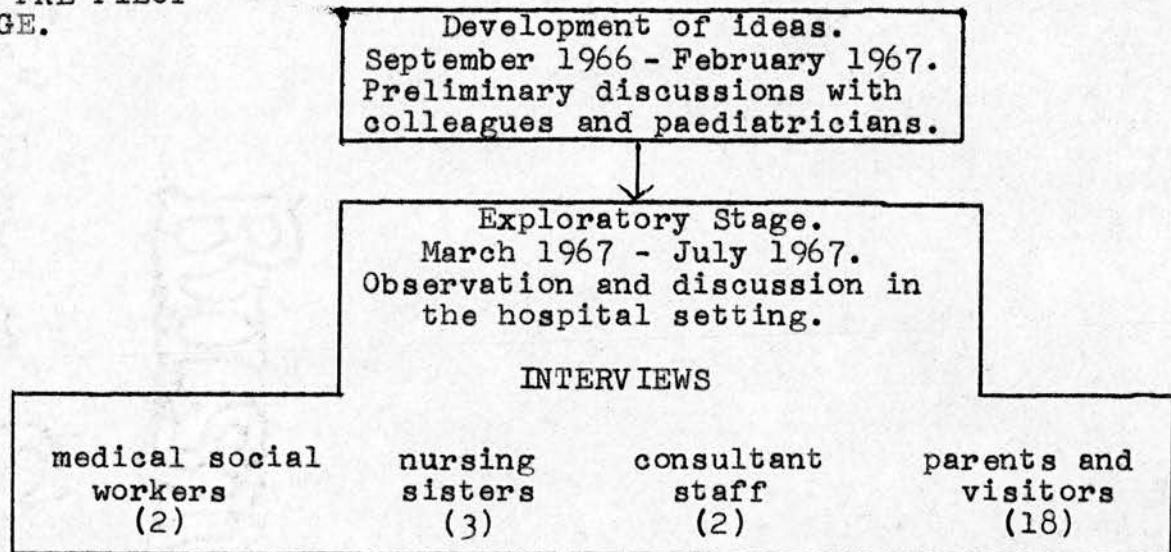 GE.
Development of ideas.
September 1966 - February 1967.
Preliminary discussions with
colleagues and paediatricians.
Exploratory Stage.
March 1967 - July 1967.
Observation and discussion in
the hospital setting.
INTERVIEWS
medical social nursing consultant parents and
workers sisters staff visitors
(2) (3) (2) (18)